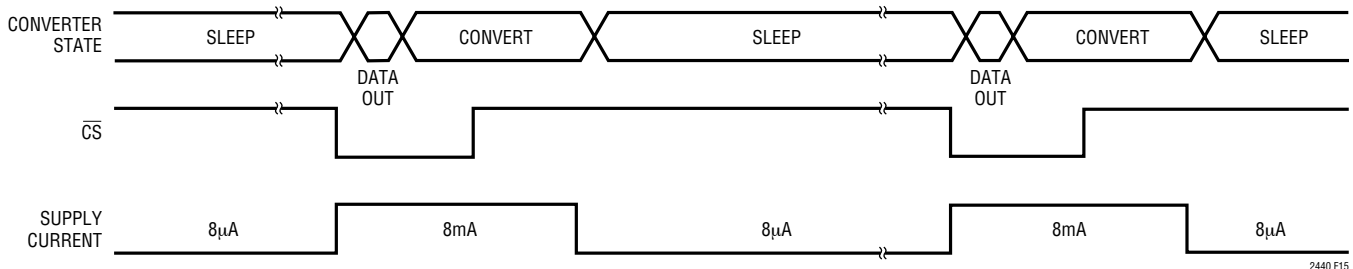 CONVERTER
STATE
SLEEP
CONVERT
SLEEP
CONVERT
SLEEP
DATA
OUT
DATA
OUT
CS
SUPPLY
CURRENT
8µA
8mA
8µA
8mA
8µA
2440 F15